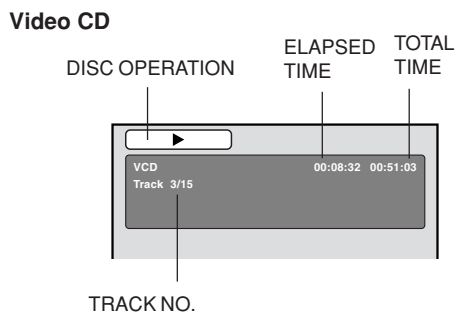 Video CD
DISC OPERATION
ELAPSED TIME
TOTAL TIME
VCD 00:08:32 00:51:03
Track 3/15
TRACK NO.